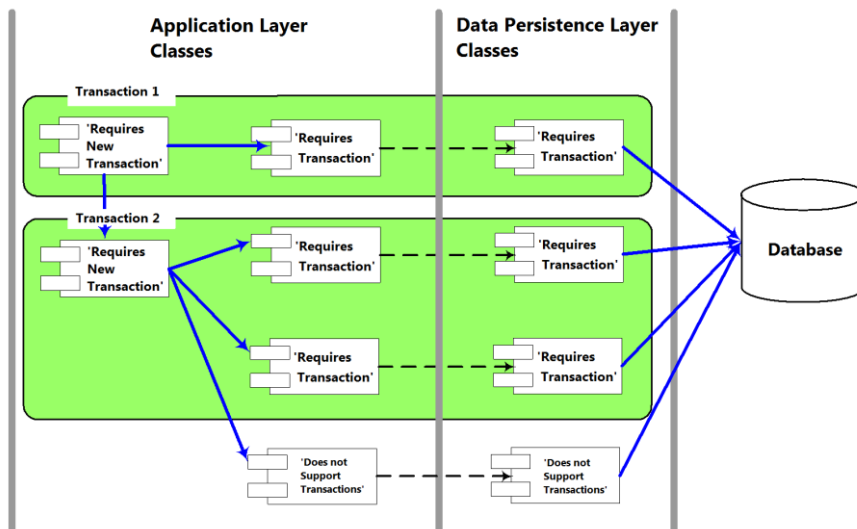 Application Layer
Classes
Data Persistence Layer
Classes
Transaction 1
'Requires
New
Transaction'
'Requires
Transaction'
'Requires
Transaction'
Transaction 2
'Requires
New
Transaction'
'Requires
Transaction'
'Requires
Transaction'
Database
'Requires
Transaction'
'Requires
Transaction'
'Does not
Support
Transactions'
'Does not
Support
Transactions'